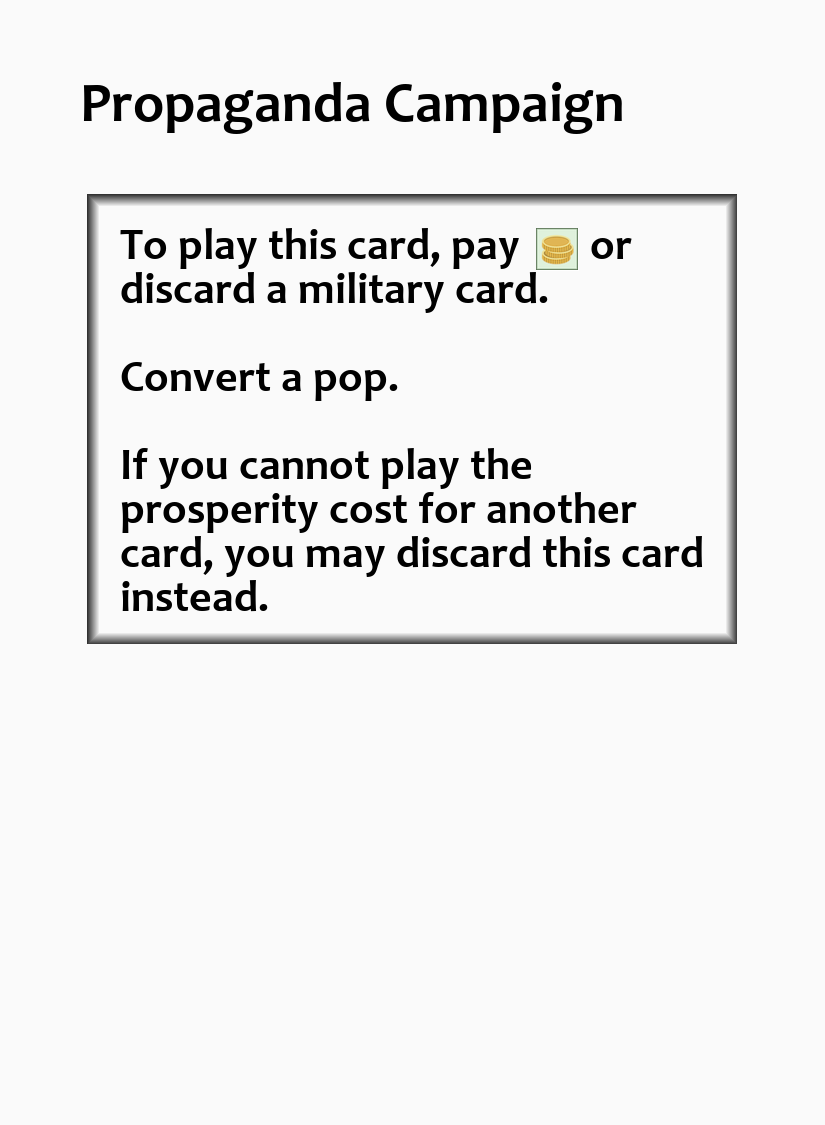 Propaganda Campaign
To play this card, pay or
discard a military card.
Convert a pop.
If you cannot play the
prosperity cost for another
card, you may discard this card
instead.